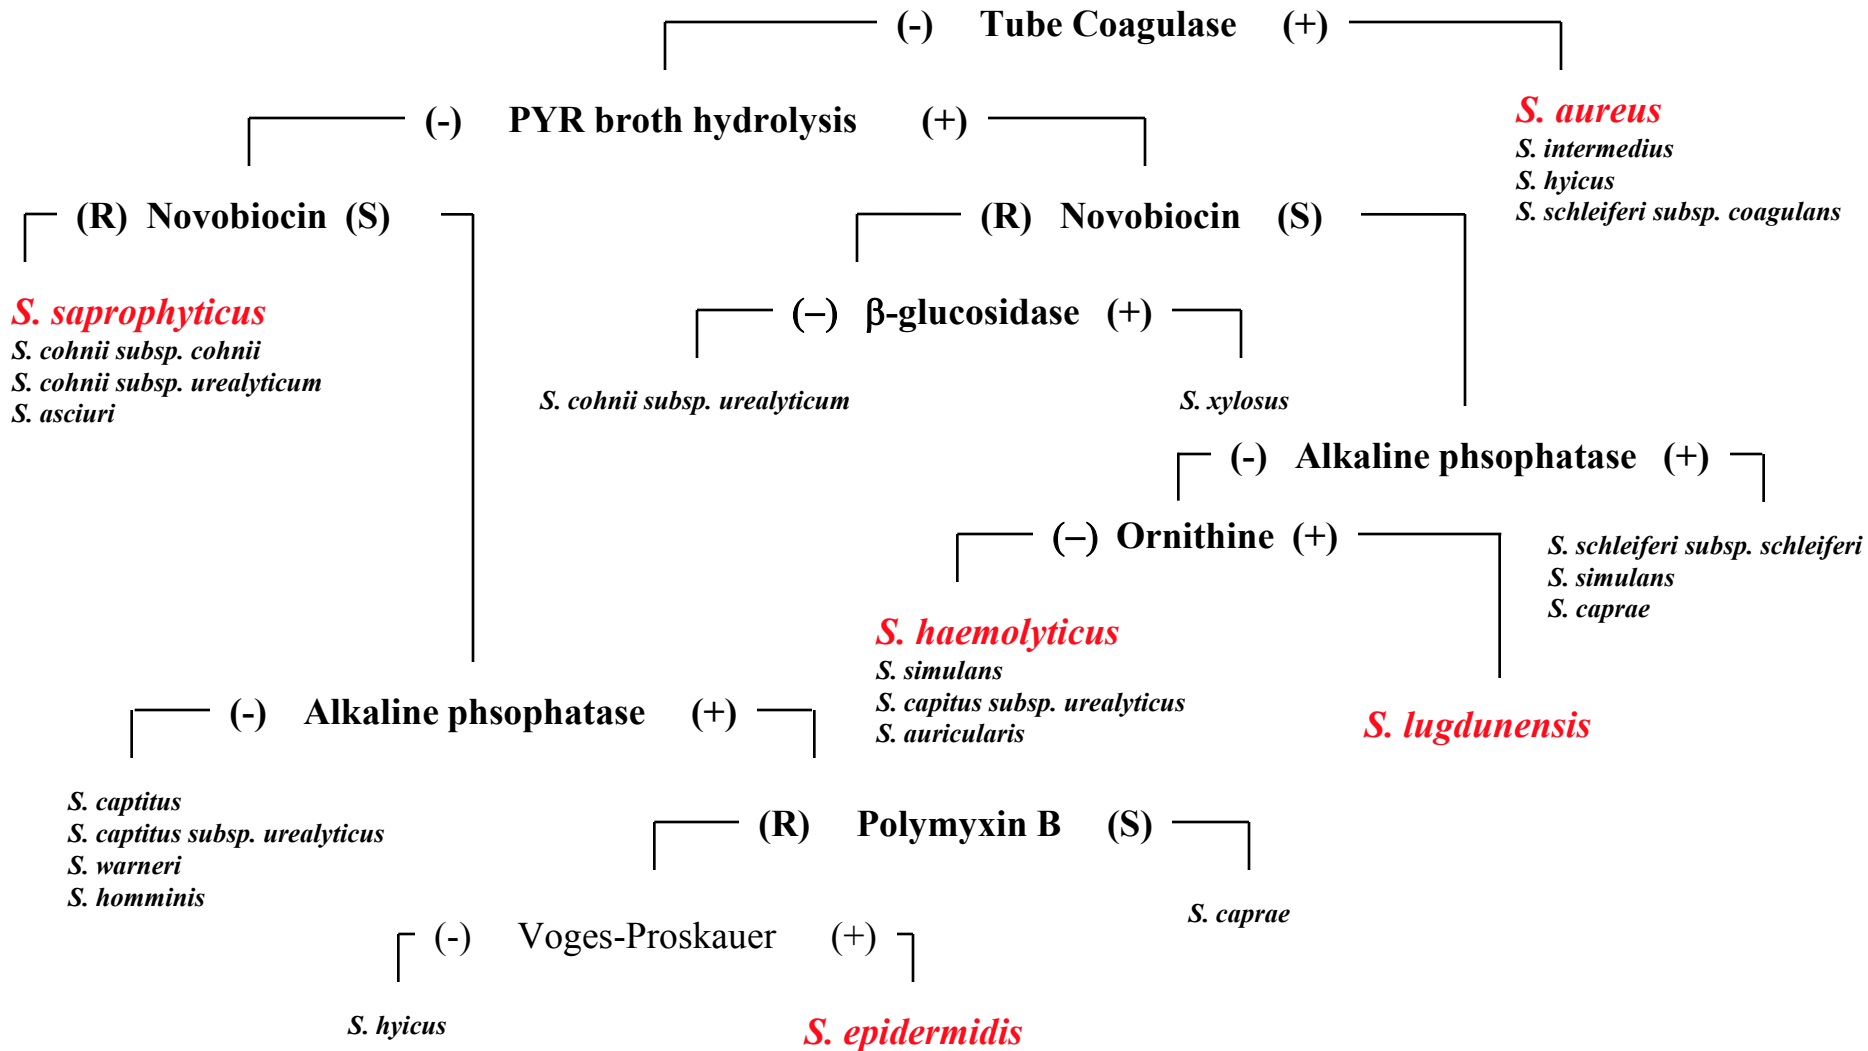 (-) Tube Coagulase (+)
(-) PYR broth hydrolysis (+)
S. aureus
S. intermedius
S. hyicus
S. schleiferi subsp. coagulans
(R) Novobiocin (S)
(R) Novobiocin (S)
S. saprophyticus
S. cohnii subsp. cohnii
S. cohnii subsp. urealyticum
S. asciuri
(–) β-glucosidase (+)
S. cohnii subsp. urealyticum
S. xylosus
(-) Alkaline phsophatase (+)
(–) Ornithine (+)
S. schleiferi subsp. schleiferi
S. simulans
S. caprae
S. haemolyticus
S. simulans
S. capitus subsp. urealyticus
S. auricularis
S. lugdunensis
(-) Alkaline phsophatase (+)
S. captitus
S. captitus subsp. urealyticus
S. warneri
S. homminis
(R) Polymyxin B (S)
S. caprae
(-) Voges-Proskauer (+)
S. hyicus
S. epidermidis